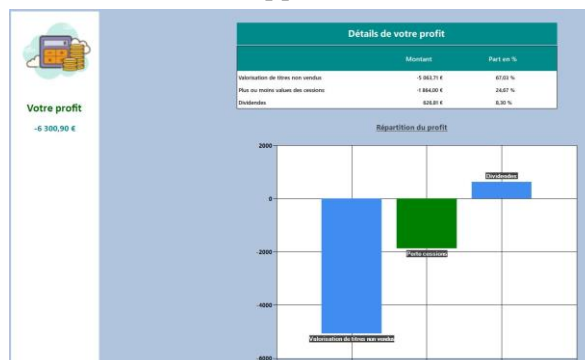 Votre profit
-6 300,90 €
Détails de votre profit
Montant Part en %
Valorisation de titres non vendus -5 063,71 € 67,03 %
Plus ou moins values des cessions -1 864,00 € 24,67 %
Dividendes 626,81 € 8,30 %
Répartition du profit
2000
0
-2000
-4000
-6000
Dividendes
Perte cessions
Valorisation de titres non vendus